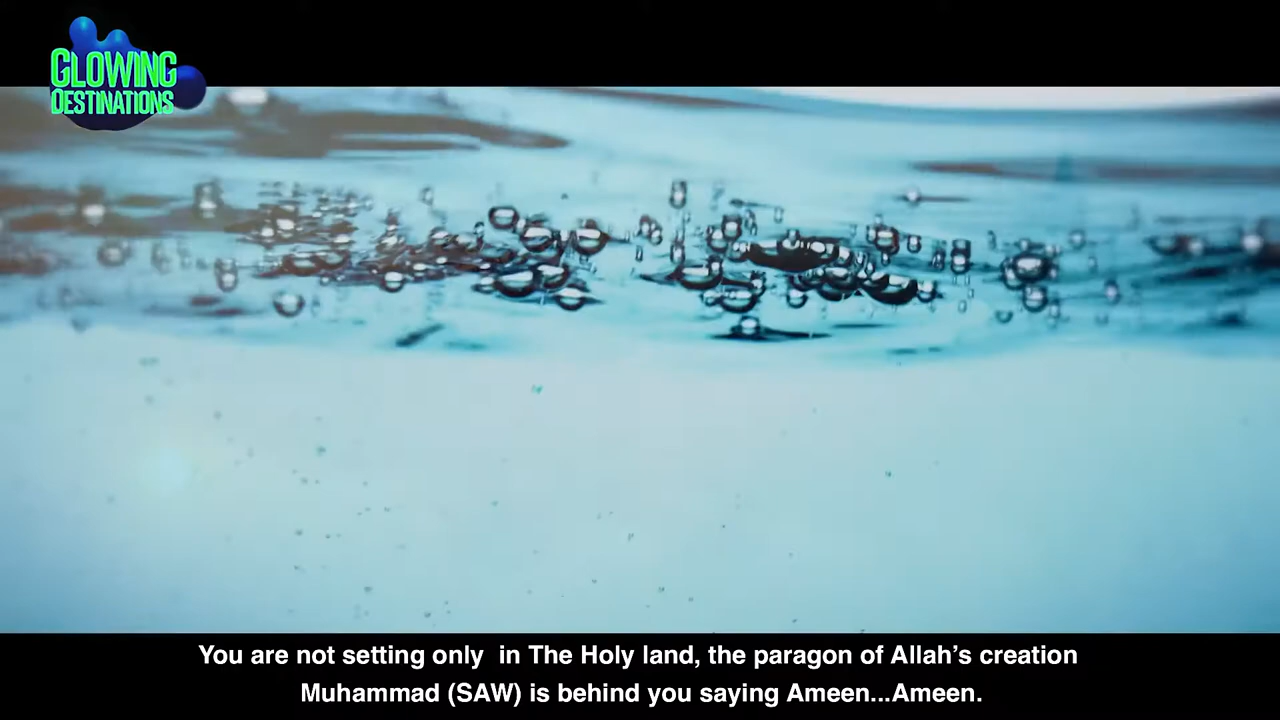 GLOWING
DESTINATIONS
You are not setting only  in The Holy land, the paragon of Allah’s creation
Muhammad (SAW) is behind you saying Ameen...Ameen.